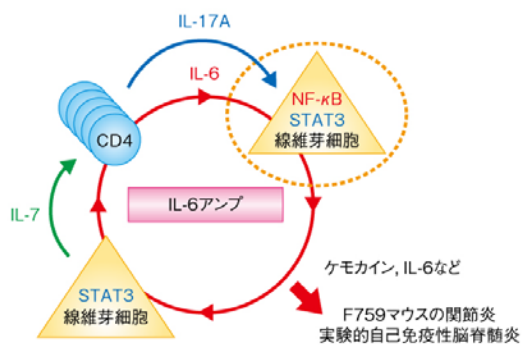 IL-17A
IL-6
NF-κB
STAT3
線維芽細胞
CD4
IL-6アンプ
IL-7
STAT3
線維芽細胞
ケモカイン, IL-6など
F759マウスの関節炎
実験的自己免疫性脳脊髄炎